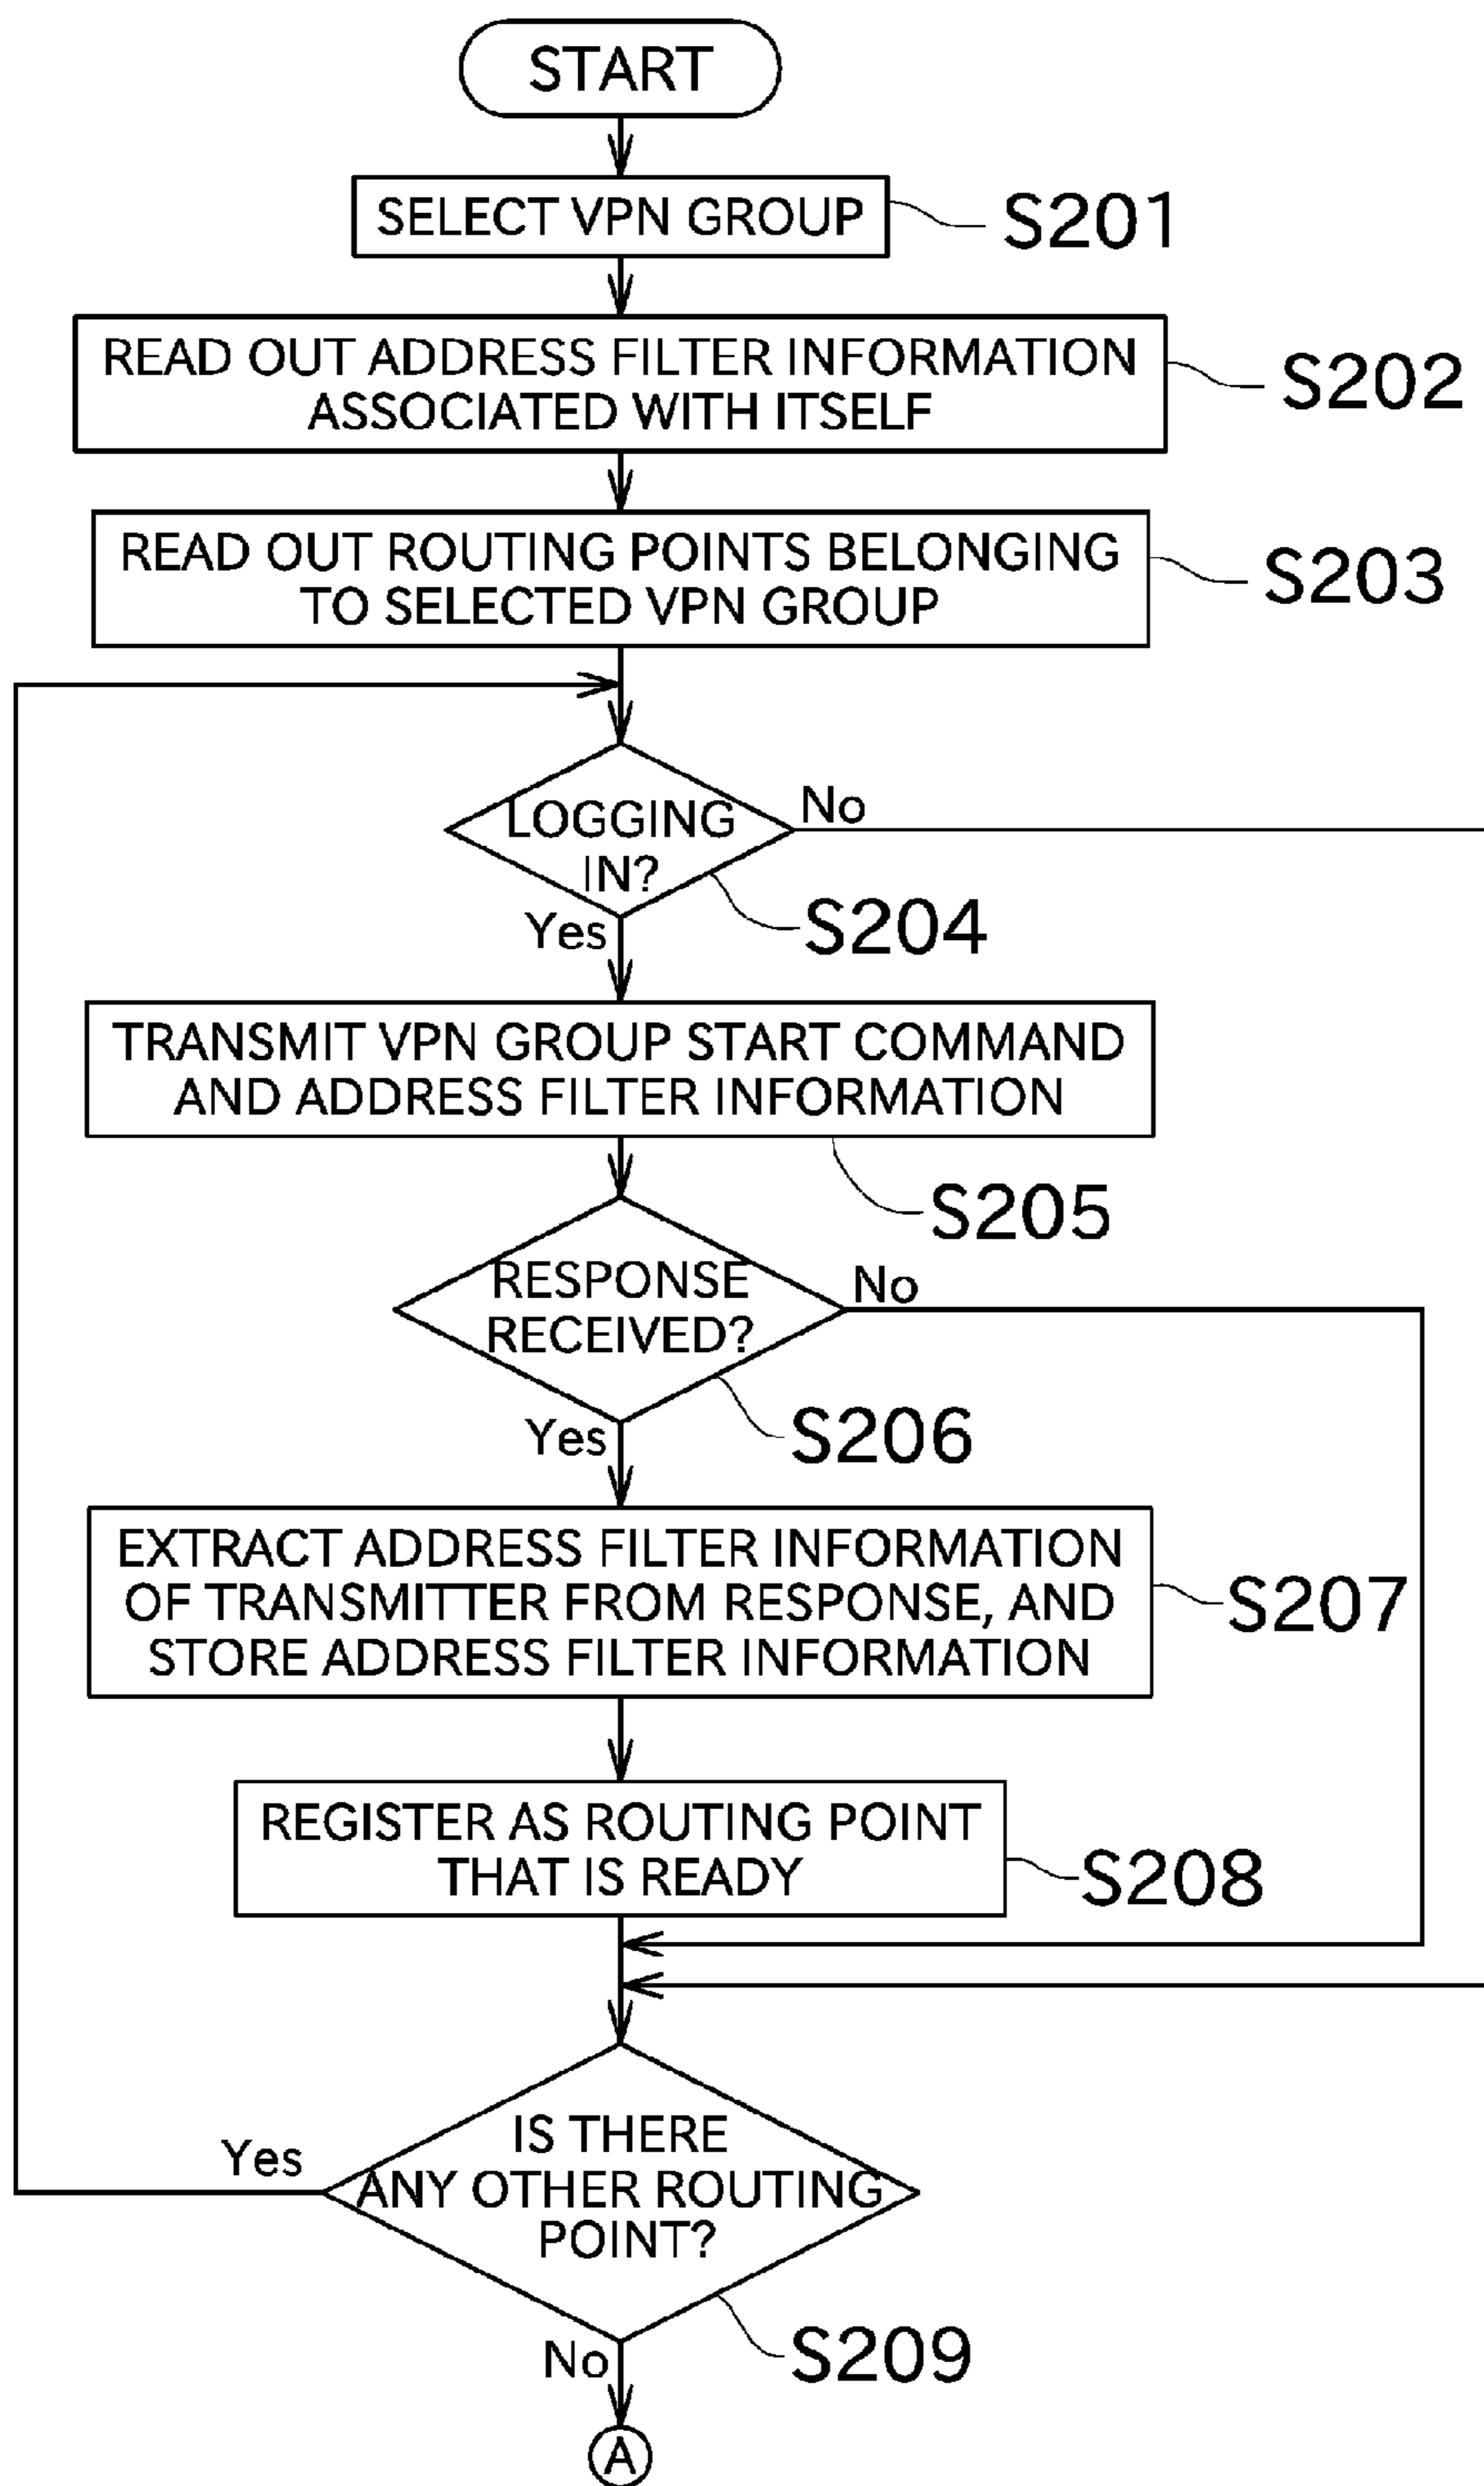 START
SELECT VPN GROUP
S201
READ OUT ADDRESS FILTER INFORMATION
ASSOCIATED WITH ITSELF
S202
READ OUT ROUTING POINTS BELONGING
TO SELECTED VPN GROUP
S203
LOGGING
IN?
No
Yes
S204
TRANSMIT VPN GROUP START COMMAND
AND ADDRESS FILTER INFORMATION
S205
RESPONSE
RECEIVED?
No
Yes
S206
EXTRACT ADDRESS FILTER INFORMATION
OF TRANSMITTER FROM RESPONSE, AND
STORE ADDRESS FILTER INFORMATION
S207
REGISTER AS ROUTING POINT
THAT IS READY
S208
IS THERE
ANY OTHER ROUTING
POINT?
Yes
No
S209
A